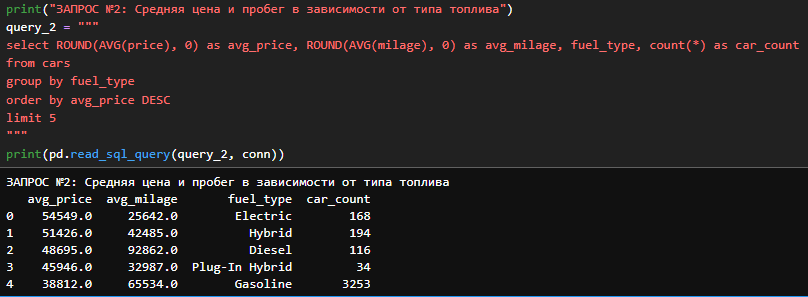 print("ЗАПРОС №2: Средняя цена и пробег в зависимости от типа топлива")
query_2 = """
select ROUND(AVG(price), 0) as avg_price, ROUND(AVG(milage), 0) as avg_milage, fuel_type, count(*) as car_count
from cars
group by fuel_type
order by avg_price DESC
limit 5
"""
print(pd.read_sql_query(query_2, conn))
ЗАПРОС №2: Средняя цена и пробег в зависимости от типа топлива
avg_price avg_milage fuel_type car_count
0 54549.0 25642.0 Electric 168
1 51426.0 42485.0 Hybrid 194
2 48695.0 92862.0 Diesel 116
3 45946.0 32987.0 Plug-In Hybrid 34
4 38812.0 65534.0 Gasoline 3253